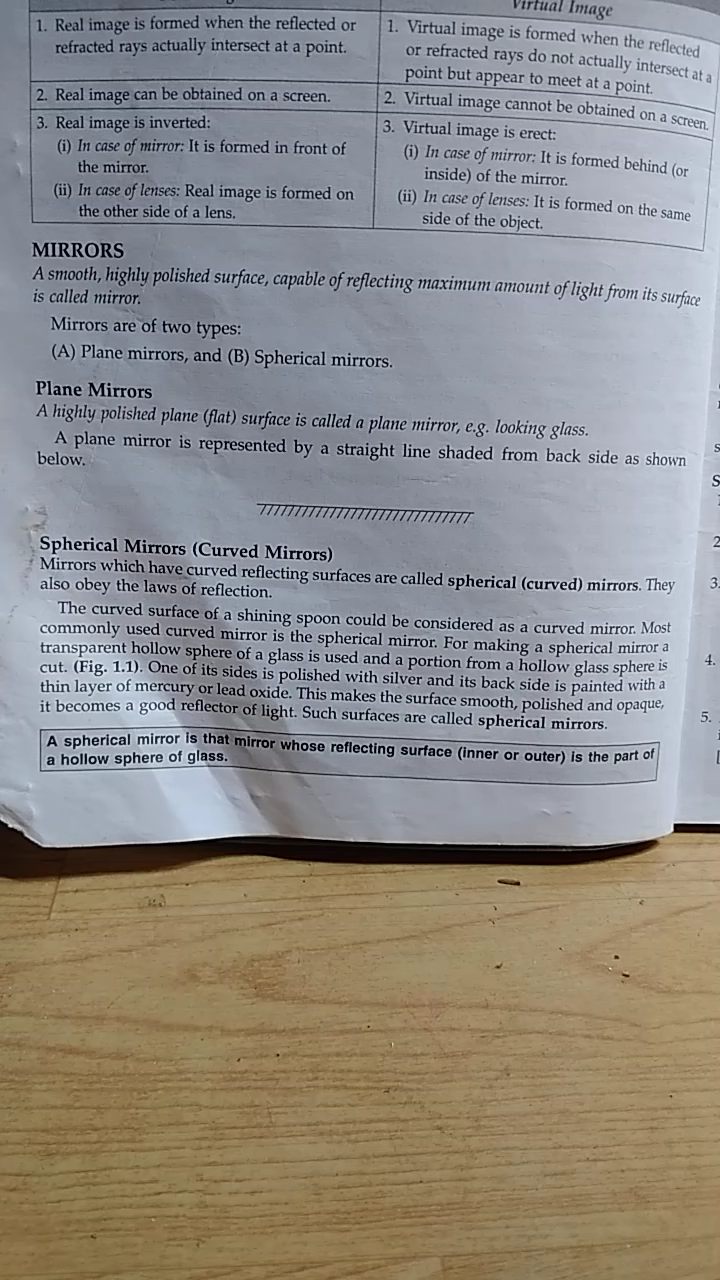 Virtual Image
1. Real image is formed when the reflected or
refracted rays actually intersect at a point.
1. Virtual image is formed when the reflected
or refracted rays do not actually intersect at a
point but appear to meet at a point.
2. Real image can be obtained on a screen.
2. Virtual image cannot be obtained on a screen.
3. Real image is inverted:
(i) In case of mirror: It is formed in front of
the mirror.
(ii) In case of lenses: Real image is formed on
the other side of a lens.
3. Virtual image is erect:
(i) In case of mirror: It is formed behind (or
inside) of the mirror.
(ii) In case of lenses: It is formed on the same
side of the object.
MIRRORS
A smooth, highly polished surface, capable of reflecting maximum amount of light from its surface
is called mirror.
Mirrors are of two types:
(A) Plane mirrors, and (B) Spherical mirrors.
Plane Mirrors
A highly polished plane (flat) surface is called a plane mirror, e.g. looking glass.
A plane mirror is represented by a straight line shaded from back side as shown
below.
Spherical Mirrors (Curved Mirrors)
Mirrors which have curved reflecting surfaces are called spherical (curved) mirrors. They
also obey the laws of reflection.
The curved surface of a shining spoon could be considered as a curved mirror. Most
commonly used curved mirror is the spherical mirror. For making a spherical mirror a
transparent hollow sphere of a glass is used and a portion from a hollow glass sphere is
cut. (Fig. 1.1). One of its sides is polished with silver and its back side is painted with a
thin layer of mercury or lead oxide. This makes the surface smooth, polished and opaque,
it becomes a good reflector of light. Such surfaces are called spherical mirrors.
A spherical mirror is that mirror whose reflecting surface (inner or outer) is the part of
a hollow sphere of glass.
2
3.
4.
5.